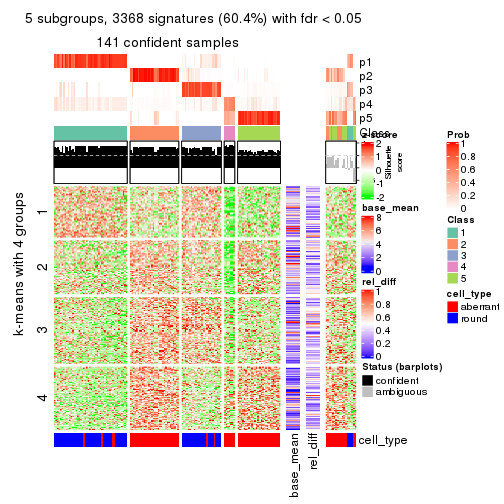 5 subgroups, 3368 signatures (60.4%) with fdr < 0.05
141 confident samples
p1
p2
p3
p4
p5
Class
k-means with 4 groups
1
2
3
4
base_mean
rel_diff
cell_type
z-score
2
1
0
-1
-2
Silhouette
score
base_mean
8
6
4
2
0
rel_diff
1
0.8
0.6
0.4
0.2
0
Status (barplots)
confident
ambiguous
Prob
1
0.8
0.6
0.4
0.2
0
Class
1
2
3
4
5
cell_type
aberrant
round